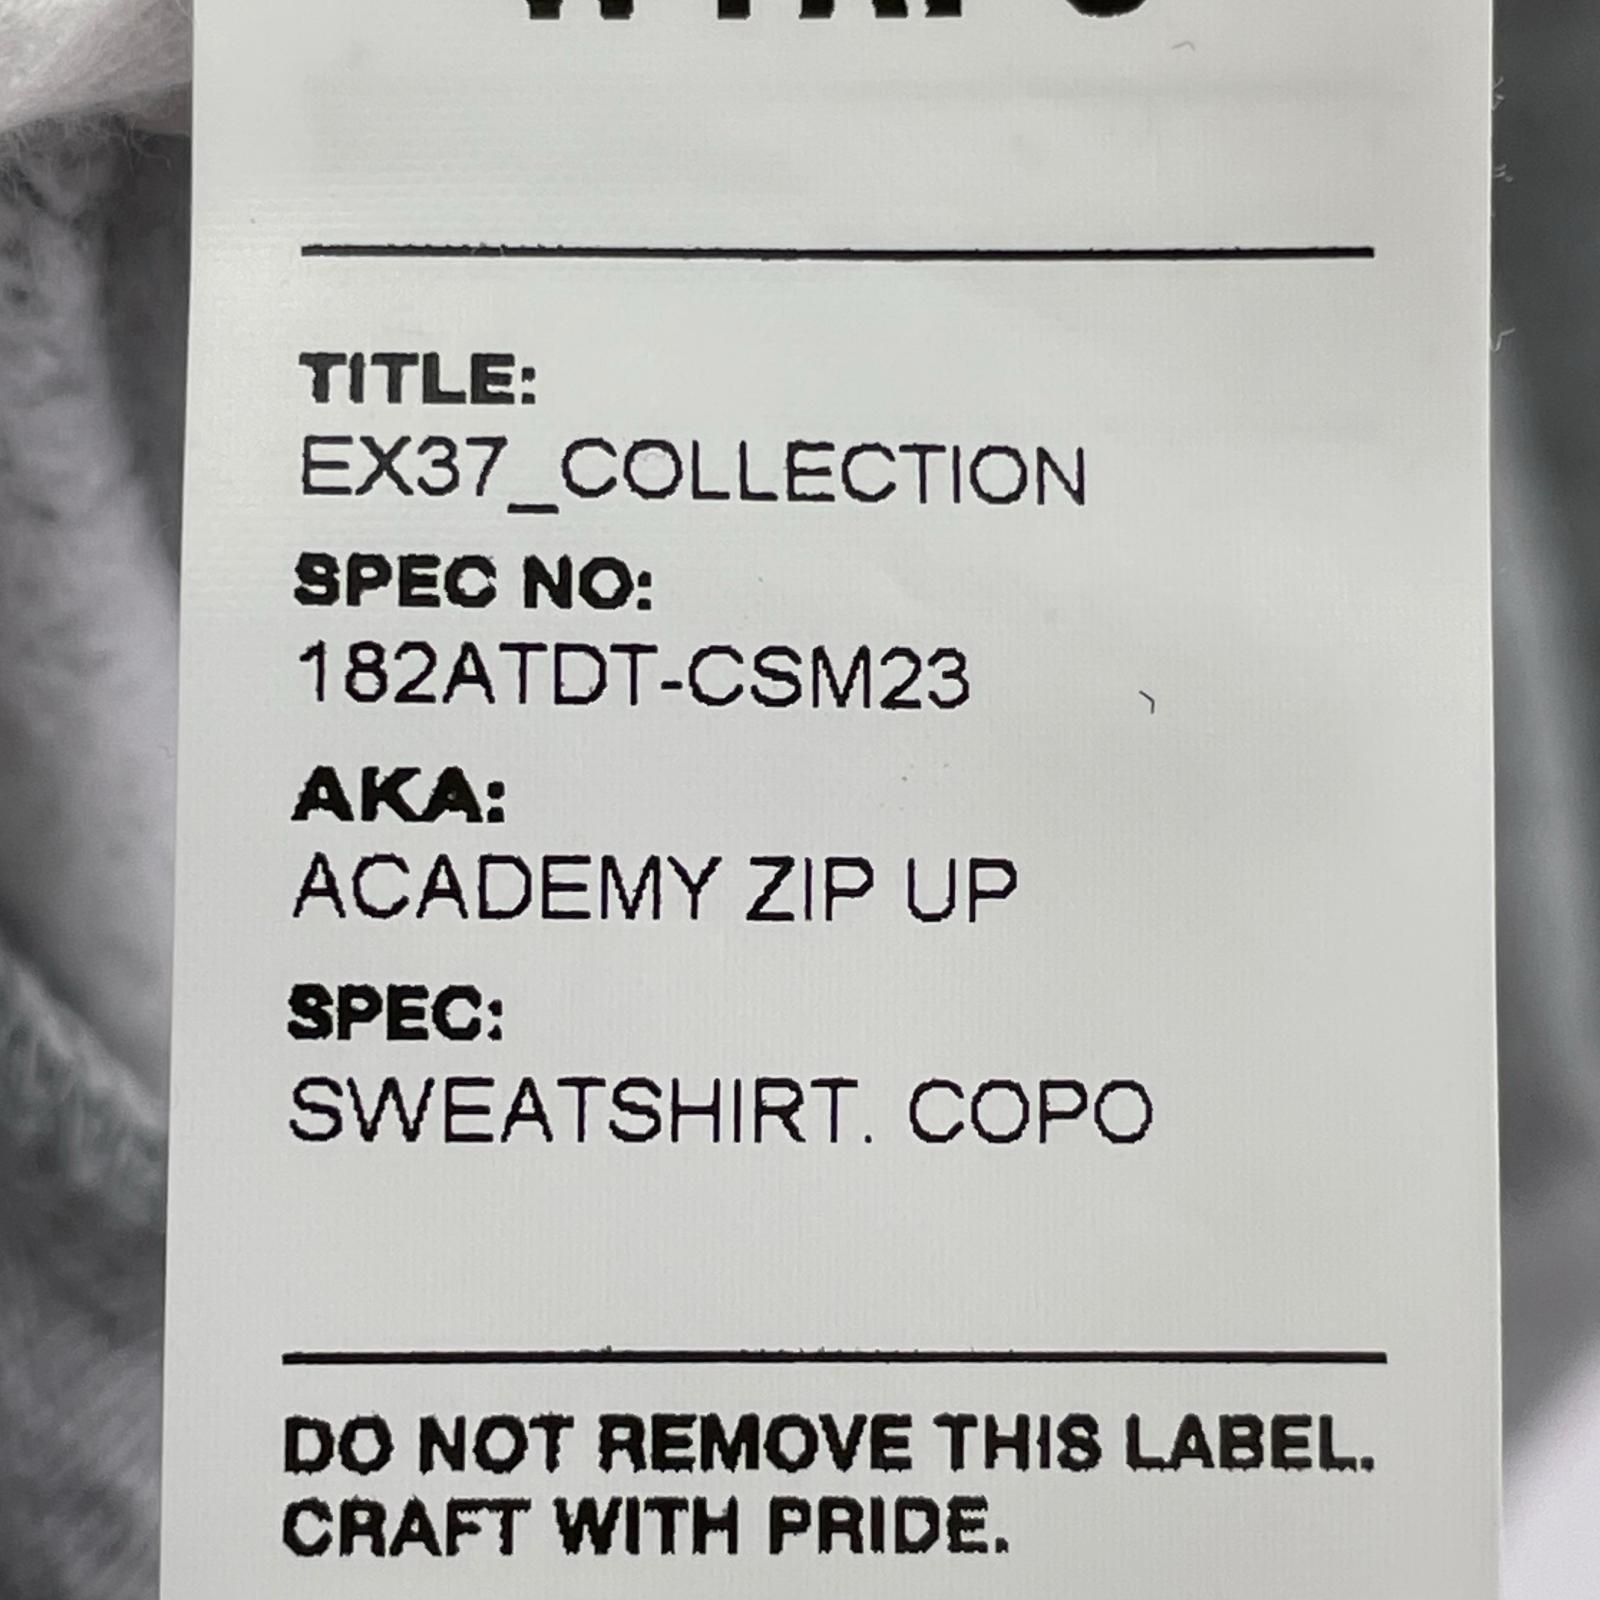 WTAPS
TITLE:
EX37_COLLECTION
SPEC NO:
182ATDT-CSM23
AKA:
ACADEMY ZIP UP
SPEC:
SWEATSHIRT. COPO
DO NOT REMOVE THIS LABEL.
CRAFT WITH PRIDE.